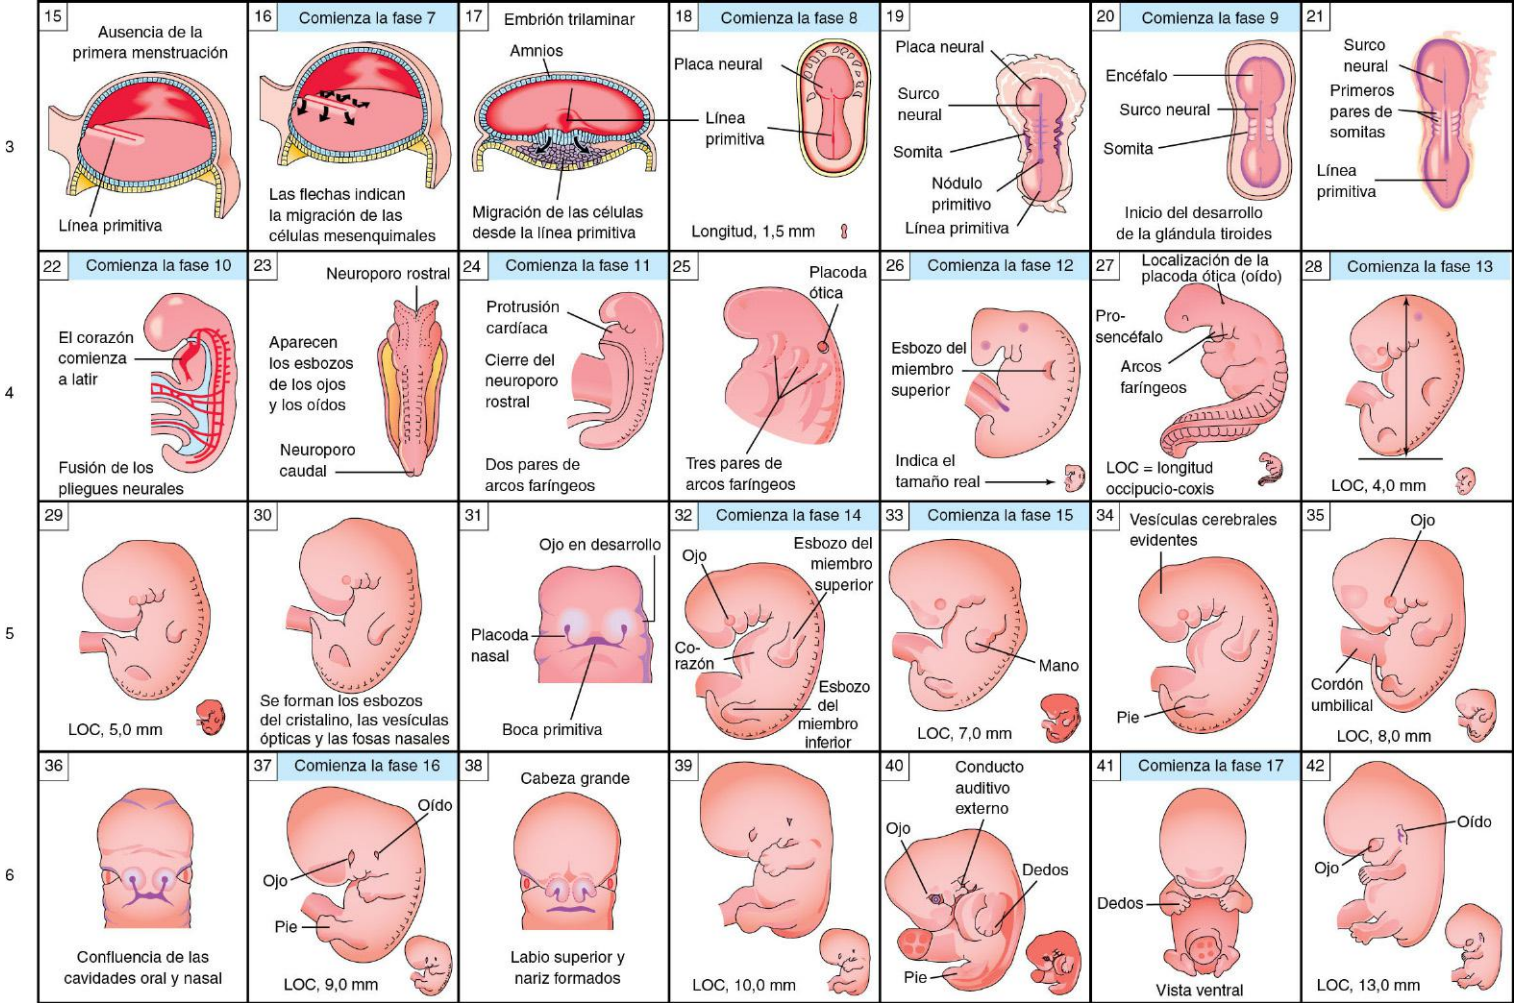 3
15
Ausencia de la
primera menstruación
Línea primitiva
16
Comienza la fase 7
Las flechas indican
la migración de las
células mesenquimales
17
Embrión trilaminar
Amnios
Línea
primitiva
Migración de las células
desde la línea primitiva
18
Comienza la fase 8
Placa neural
Longitud, 1,5 mm
19
Placa neural
Surco
neural
Somita
Nódulo
primitivo
Línea primitiva
20
Comienza la fase 9
Encéfalo
Surco neural
Somita
Inicio del desarrollo
de la glándula tiroides
21
Surco
neural
Primeros
pares de
somitas
Línea
primitiva
4
22
Comienza la fase 10
El corazón
comienza
a latir
Fusión de los
pliegues neurales
23
Neuroporo rostral
Aparecen
los esbozos
de los ojos
y los oídos
Neuroporo
caudal
24
Comienza la fase 11
Protrusión
cardíaca
Cierre del
neuroporo
rostral
Dos pares de
arcos faríngeos
25
Placoda
ótica
Tres pares de
arcos faríngeos
26
Comienza la fase 12
Esbozo del
miembro
superior
Indica el
tamaño real
27
Localización de la
placoda ótica (oído)
Pro-
sencéfalo
Arcos
faríngeos
LOC = longitud
occipucio-coxis
28
Comienza la fase 13
LOC, 4,0 mm
5
29
LOC, 5,0 mm
30
Se forman los esbozos
del cristalino, las vesículas
ópticas y las fosas nasales
31
Ojo en desarrollo
Placoda
nasal
Boca primitiva
32
Comienza la fase 14
Ojo
Esbozo del
miembro
superior
Co-
razón
Esbozo
del
miembro
inferior
33
Comienza la fase 15
Mano
LOC, 7,0 mm
34
Vesículas cerebrales
evidentes
Pie
35
Ojo
Cordón
umbilical
LOC, 8,0 mm
6
36
Confluencia de las
cavidades oral y nasal
37
Comienza la fase 16
Oído
Ojo
Pie
LOC, 9,0 mm
38
Cabeza grande
Labio superior y
nariz formados
39
LOC, 10,0 mm
40
Conducto
auditivo
externo
Ojo
Dedos
Pie
41
Comienza la fase 17
Dedos
Vista ventral
42
Oído
Ojo
LOC, 13,0 mm